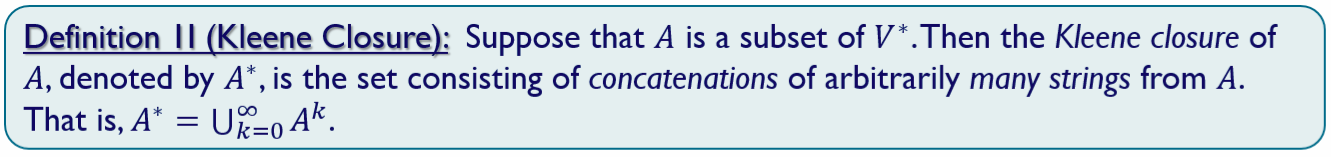 Definition 11 (Kleene Closure): Suppose that A is a subset of V*.Then the Kleene closure of
A, denoted by A*, is the set consisting of concatenations of arbitrarily many strings from A.
That is, A* = ⋃_{k=0}^{∞} A^k.